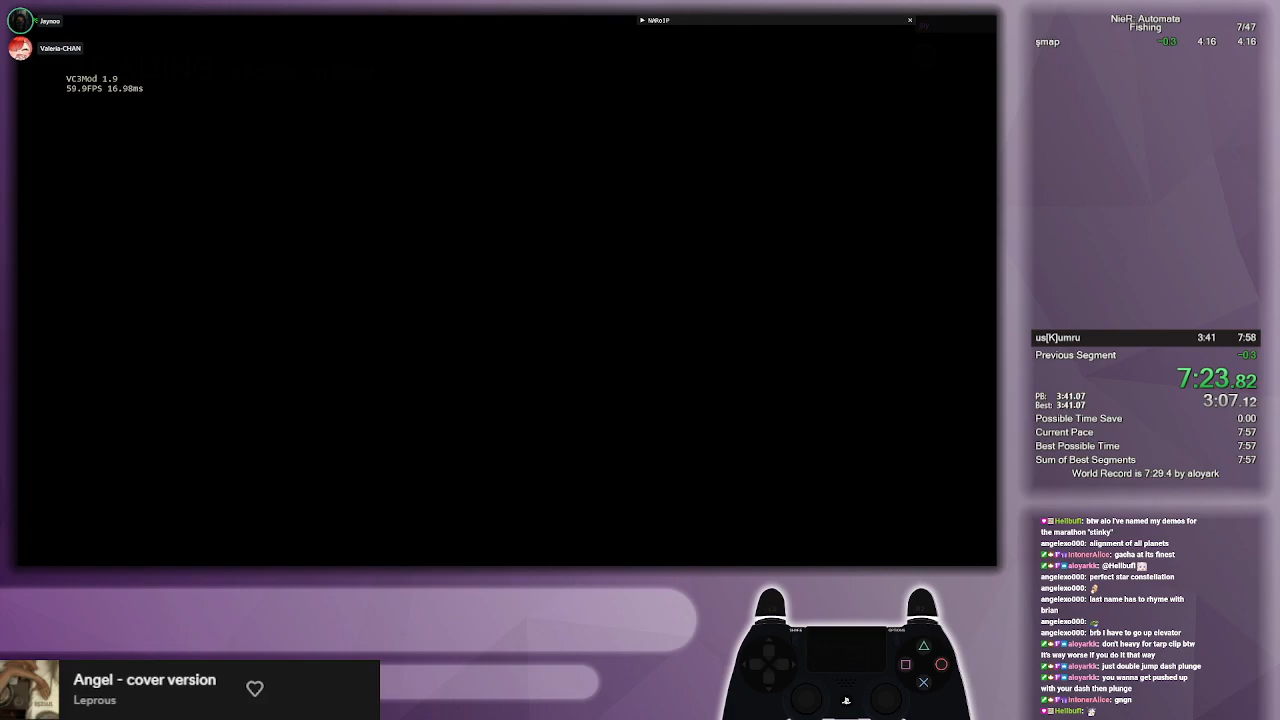 Jaynoo
Valeria-CHAN
NARo1P
VC3Mod 1.9
59.9FPS 16.98ms
NieR: Automata
Fishing
7/47
şmap -0.3 4:16 4:16
us[K]umru 3:41 7:58
Previous Segment -0.3
7:23.82
PB: 3:41.07
Best: 3:41.07
3:07.12
Possible Time Save 0.00
Current Pace 7:57
Best Possible Time 7:57
Sum of Best Segments 7:57
World Record is 7:29.4 by aloyark
Hellbufl: btw alo I've named my demos for
the marathon "stinky"
angelexo000: alignment of all planets
IntonerAlice: gacha at its finest
aloyarkk: @Hellbufl
angelexo000: perfect star constellation
angelexo000:
angelexo000: last name has to rhyme with
brian
angelexo000:
angelexo000: brb I have to go up elevator
aloyarkk: don't heavy for tarp clip btw
it's way worse if you do it that way
aloyarkk: just double jump dash plunge
aloyarkk: you wanna get pushed up
with your dash then plunge
IntonerAlice: gngn
Hellbufl:
SHARE
OPTIONS
Angel - cover version
Leprous